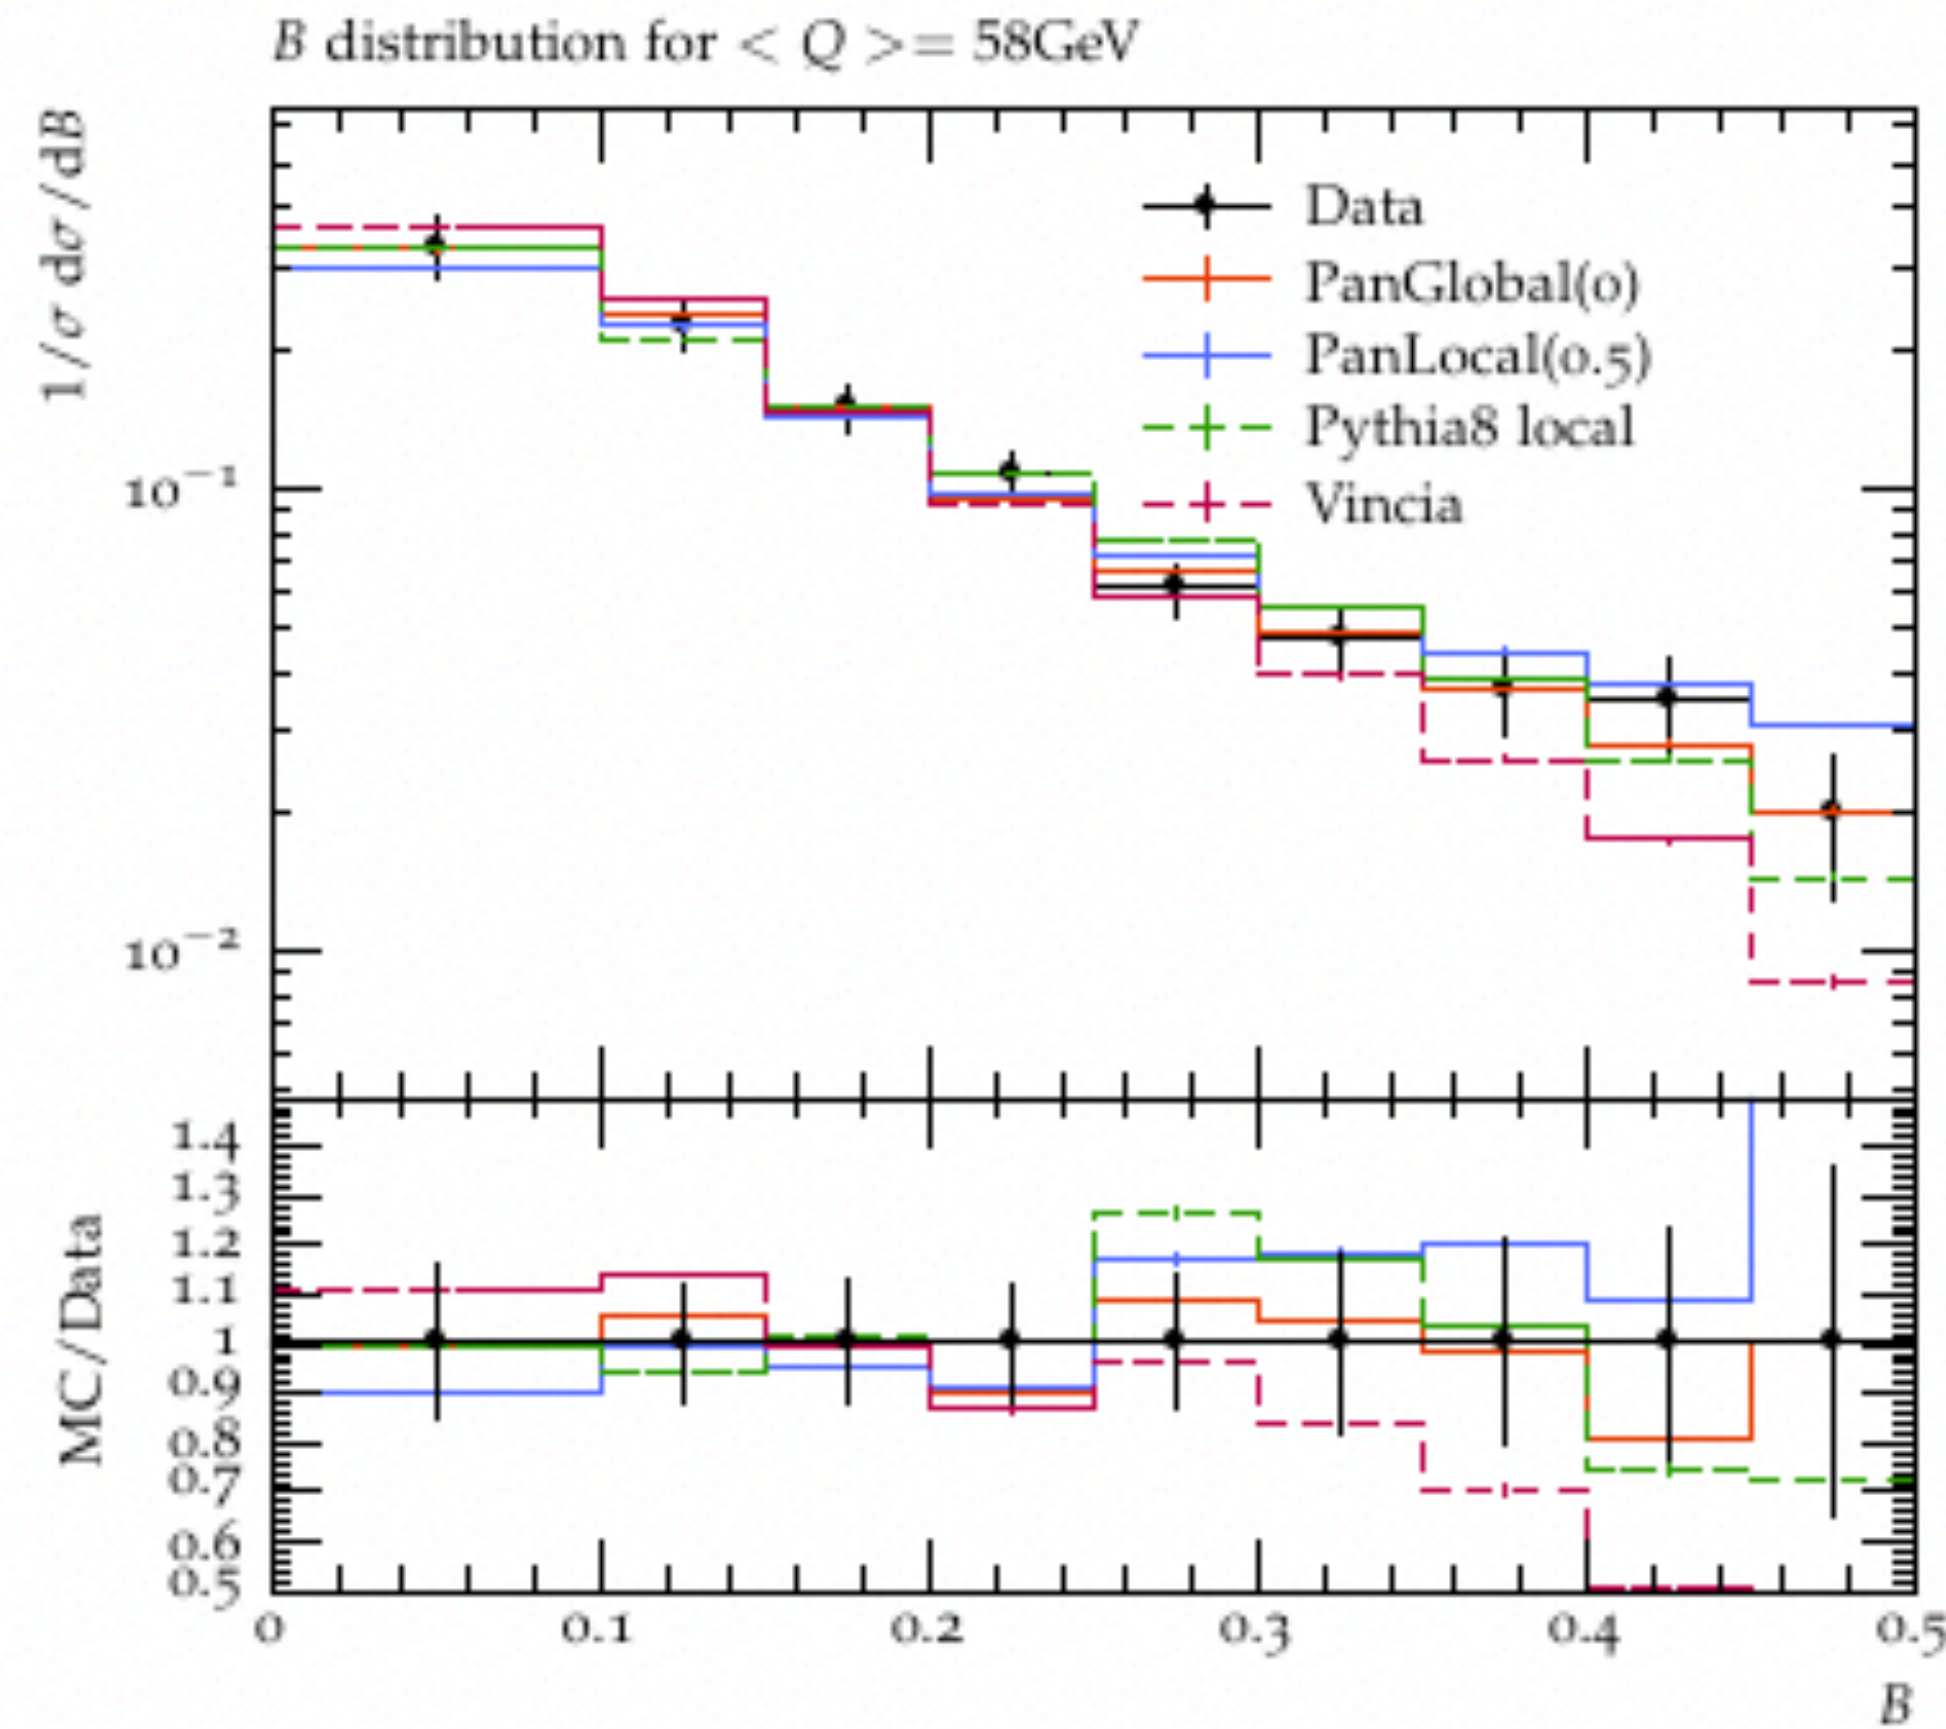 B distribution for < Q >= 58GeV
1/σ dσ/dB
Data
PanGlobal(0)
PanLocal(0.5)
Pythia8 local
Vincia
10⁻¹
10⁻²
MC/Data
1.4
1.3
1.2
1.1
1
0.9
0.8
0.7
0.6
0.5
0 0.1 0.2 0.3 0.4 0.5
B